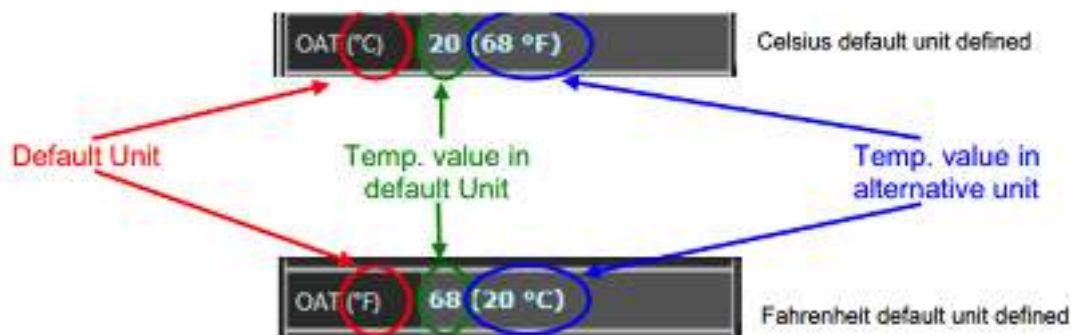 OAT (°C) 20 (68 °F) Celsius default unit defined
Default Unit
Temp. value in
default Unit
Temp. value in
alternative unit
OAT (°F) 68 (20 °C)
Fahrenheit default unit defined